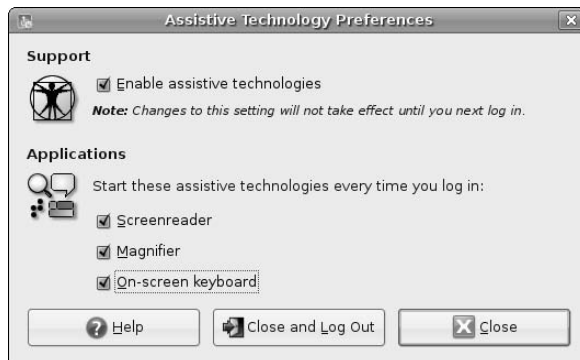 Assistive Technology Preferences
Support
Enable assistive technologies
Note: Changes to this setting will not take effect until you next log in.
Applications
Start these assistive technologies every time you log in:
Screenreader
Magnifier
On-screen keyboard
Help
Close and Log Out
Close